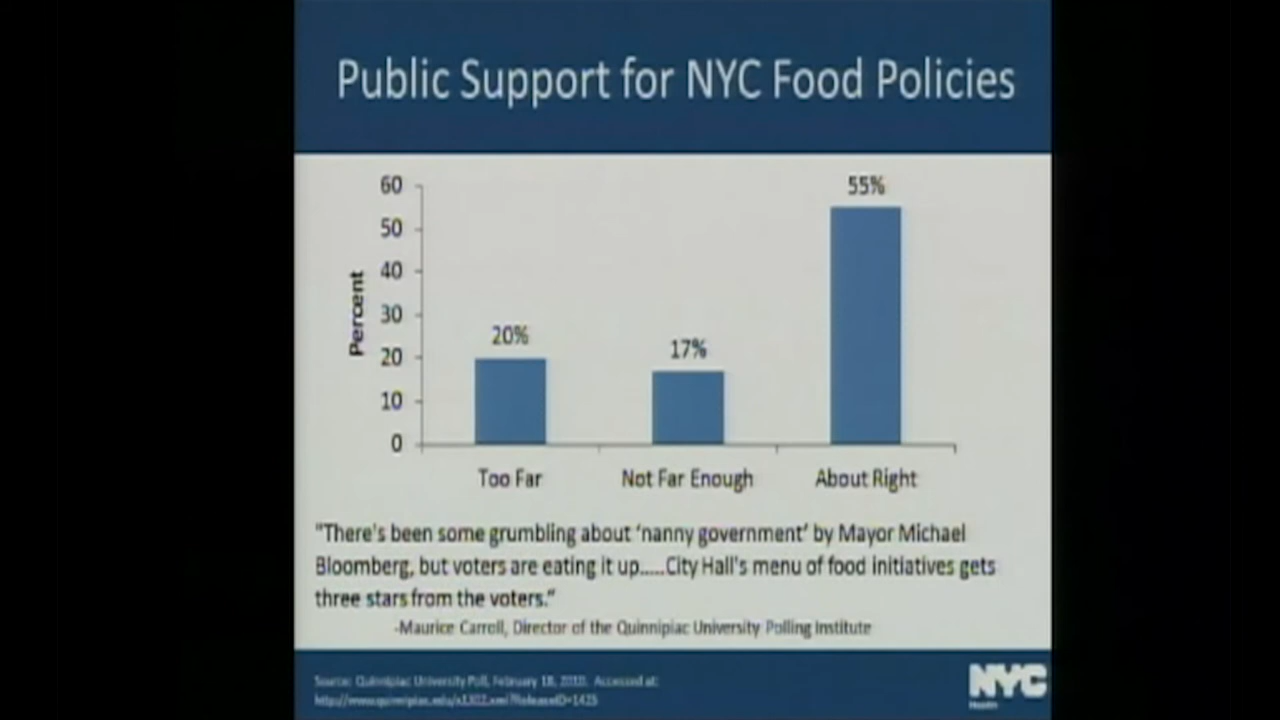 Public Support for NYC Food Policies
60
50
40
30
20
10
0
Percent
20%
17%
55%
Too Far
Not Far Enough
About Right
"There's been some grumbling about 'nanny government' by Mayor Michael
Bloomberg, but voters are eating it up.....City Hall's menu of food initiatives gets
three stars from the voters."
-Maurice Carroll, Director of the Quinnipiac University Polling Institute
Source: Quinnipiac University Poll, February 18, 2010. Accessed at:
NYC
Health